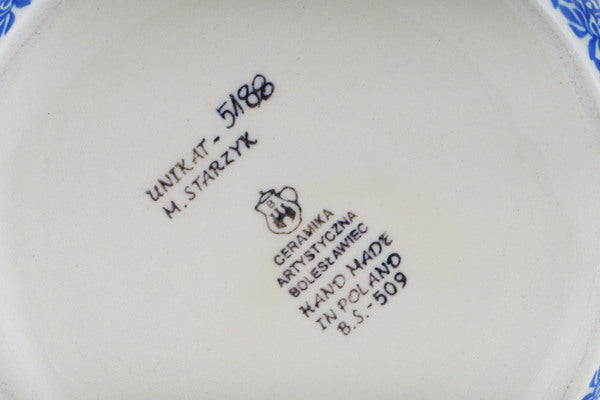 UNIKAT - 5188
M. STARZYK
B
CERAMIKA
ARTYSTYCZNA
BOLESŁAWIEC
HAND MADE
IN POLAND
B.Ś.-509